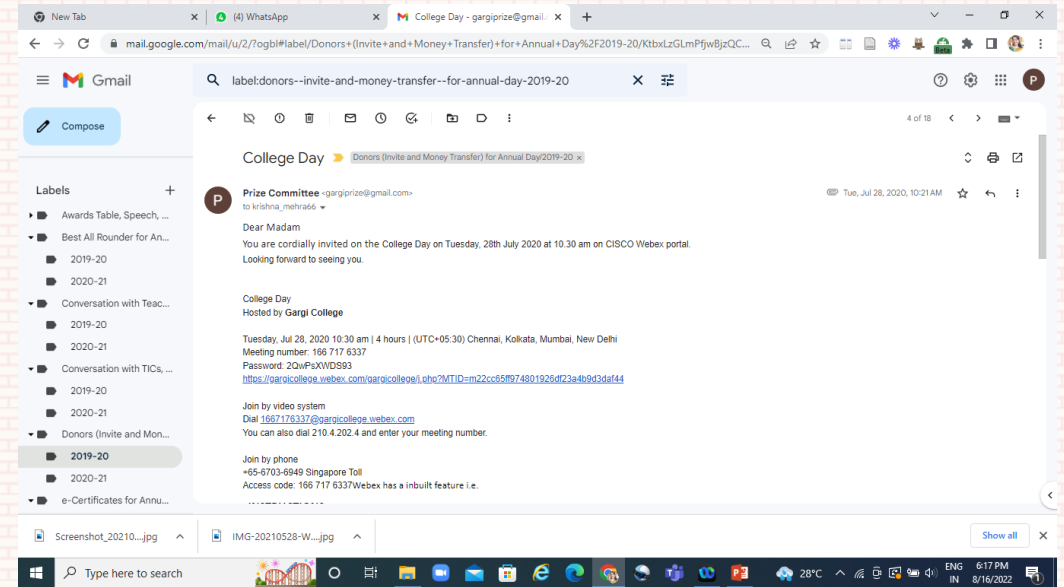 New Tab
(4) WhatsApp
College Day - gargiprize@gmail.
mail.google.com/mail/u/2/?ogbl#label/Donors+(Invite+and+Money+Transfer)+for+Annual+Day%2F2019-20/KtbxLzGLmPfjwBjzQC...
Beta
Gmail
label:donors--invite-and-money-transfer--for-annual-day-2019-20
P
Compose
4 of 18
College Day
Donors (Invite and Money Transfer) for Annual Day/2019-20 ×
Labels
Awards Table, Speech, ...
Best All Rounder for An...
2019-20
2020-21
Conversation with Teac...
2019-20
2020-21
Conversation with TICs, ...
2019-20
2020-21
Donors (Invite and Mon...
2019-20
2020-21
e-Certificates for Annu...
P
Prize Committee <gargiprize@gmail.com>
Tue, Jul 28, 2020, 10:21 AM
to krishna_mehra66
Dear Madam
You are cordially invited on the College Day on Tuesday, 28th July 2020 at 10.30 am on CISCO Webex portal.
Looking forward to seeing you.
College Day
Hosted by Gargi College
Tuesday, Jul 28, 2020 10:30 am | 4 hours | (UTC+05:30) Chennai, Kolkata, Mumbai, New Delhi
Meeting number: 166 717 6337
Password: 2QwPsXWDS93
https://gargicollege.webex.com/gargicollege/j.php?MTID=m22cc65ff974801926df23a4b9d3daf44
Join by video system
Dial 1667176337@gargicollege.webex.com
You can also dial 210.4.202.4 and enter your meeting number.
Join by phone
+65-6703-6949 Singapore Toll
Access code: 166 717 6337Webex has a inbuilt feature i.e.
Screenshot_20210....jpg
IMG-20210528-W....jpg
Show all
Type here to search
28°C
ENG
IN
6:17 PM
8/16/2022